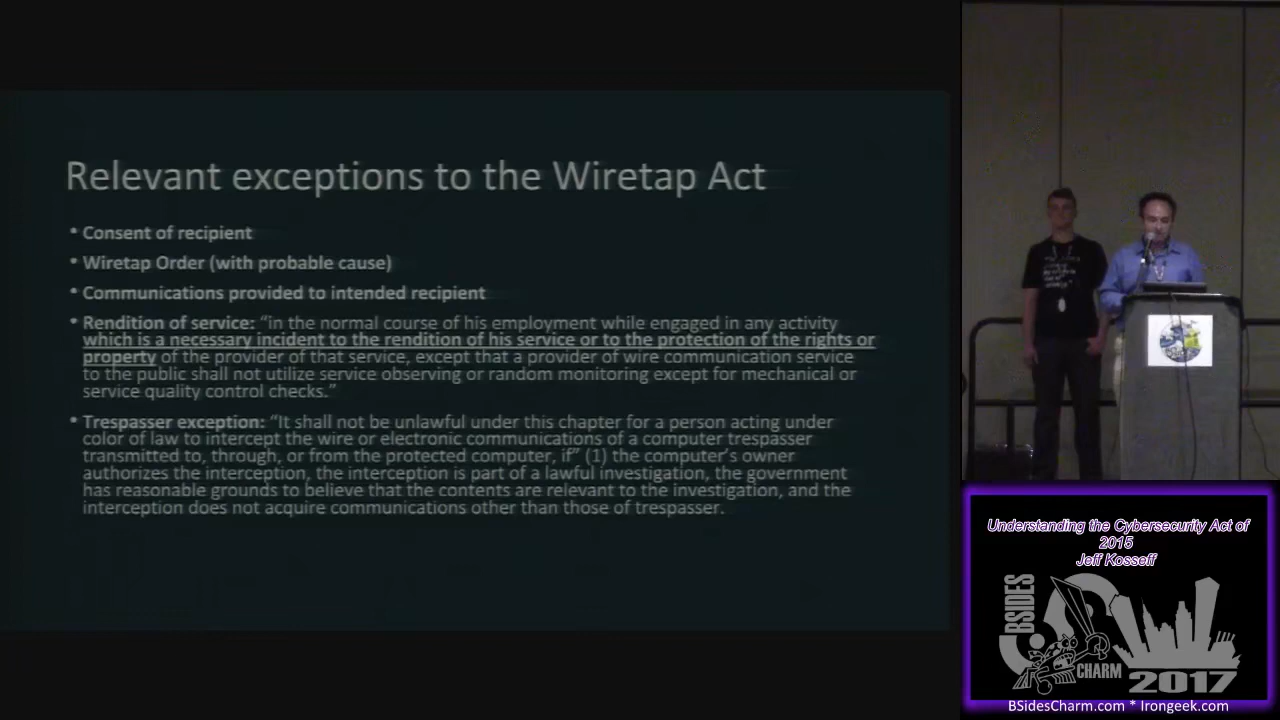 Relevant exceptions to the Wiretap Act
• Consent of recipient
• Wiretap Order (with probable cause)
• Communications provided to intended recipient
• Rendition of service: “in the normal course of his employment while engaged in any activity
which is a necessary incident to the rendition of his service or to the protection of the rights or
property of the provider of that service, except that a provider of wire communication service
to the public shall not utilize service observing or random monitoring except for mechanical or
service quality control checks.”
• Trespasser exception: “It shall not be unlawful under this chapter for a person acting under
color of law to intercept the wire or electronic communications of a computer trespasser
transmitted to, through, or from the protected computer, if” (1) the computer’s owner
authorizes the interception, the interception is part of a lawful investigation, the government
has reasonable grounds to believe that the contents are relevant to the investigation, and the
interception does not acquire communications other than those of trespasser.
Understanding the Cybersecurity Act of
2015
Jeff Kosseff
BSIDES
CHARM
2017
BSidesCharm.com * Irongeek.com